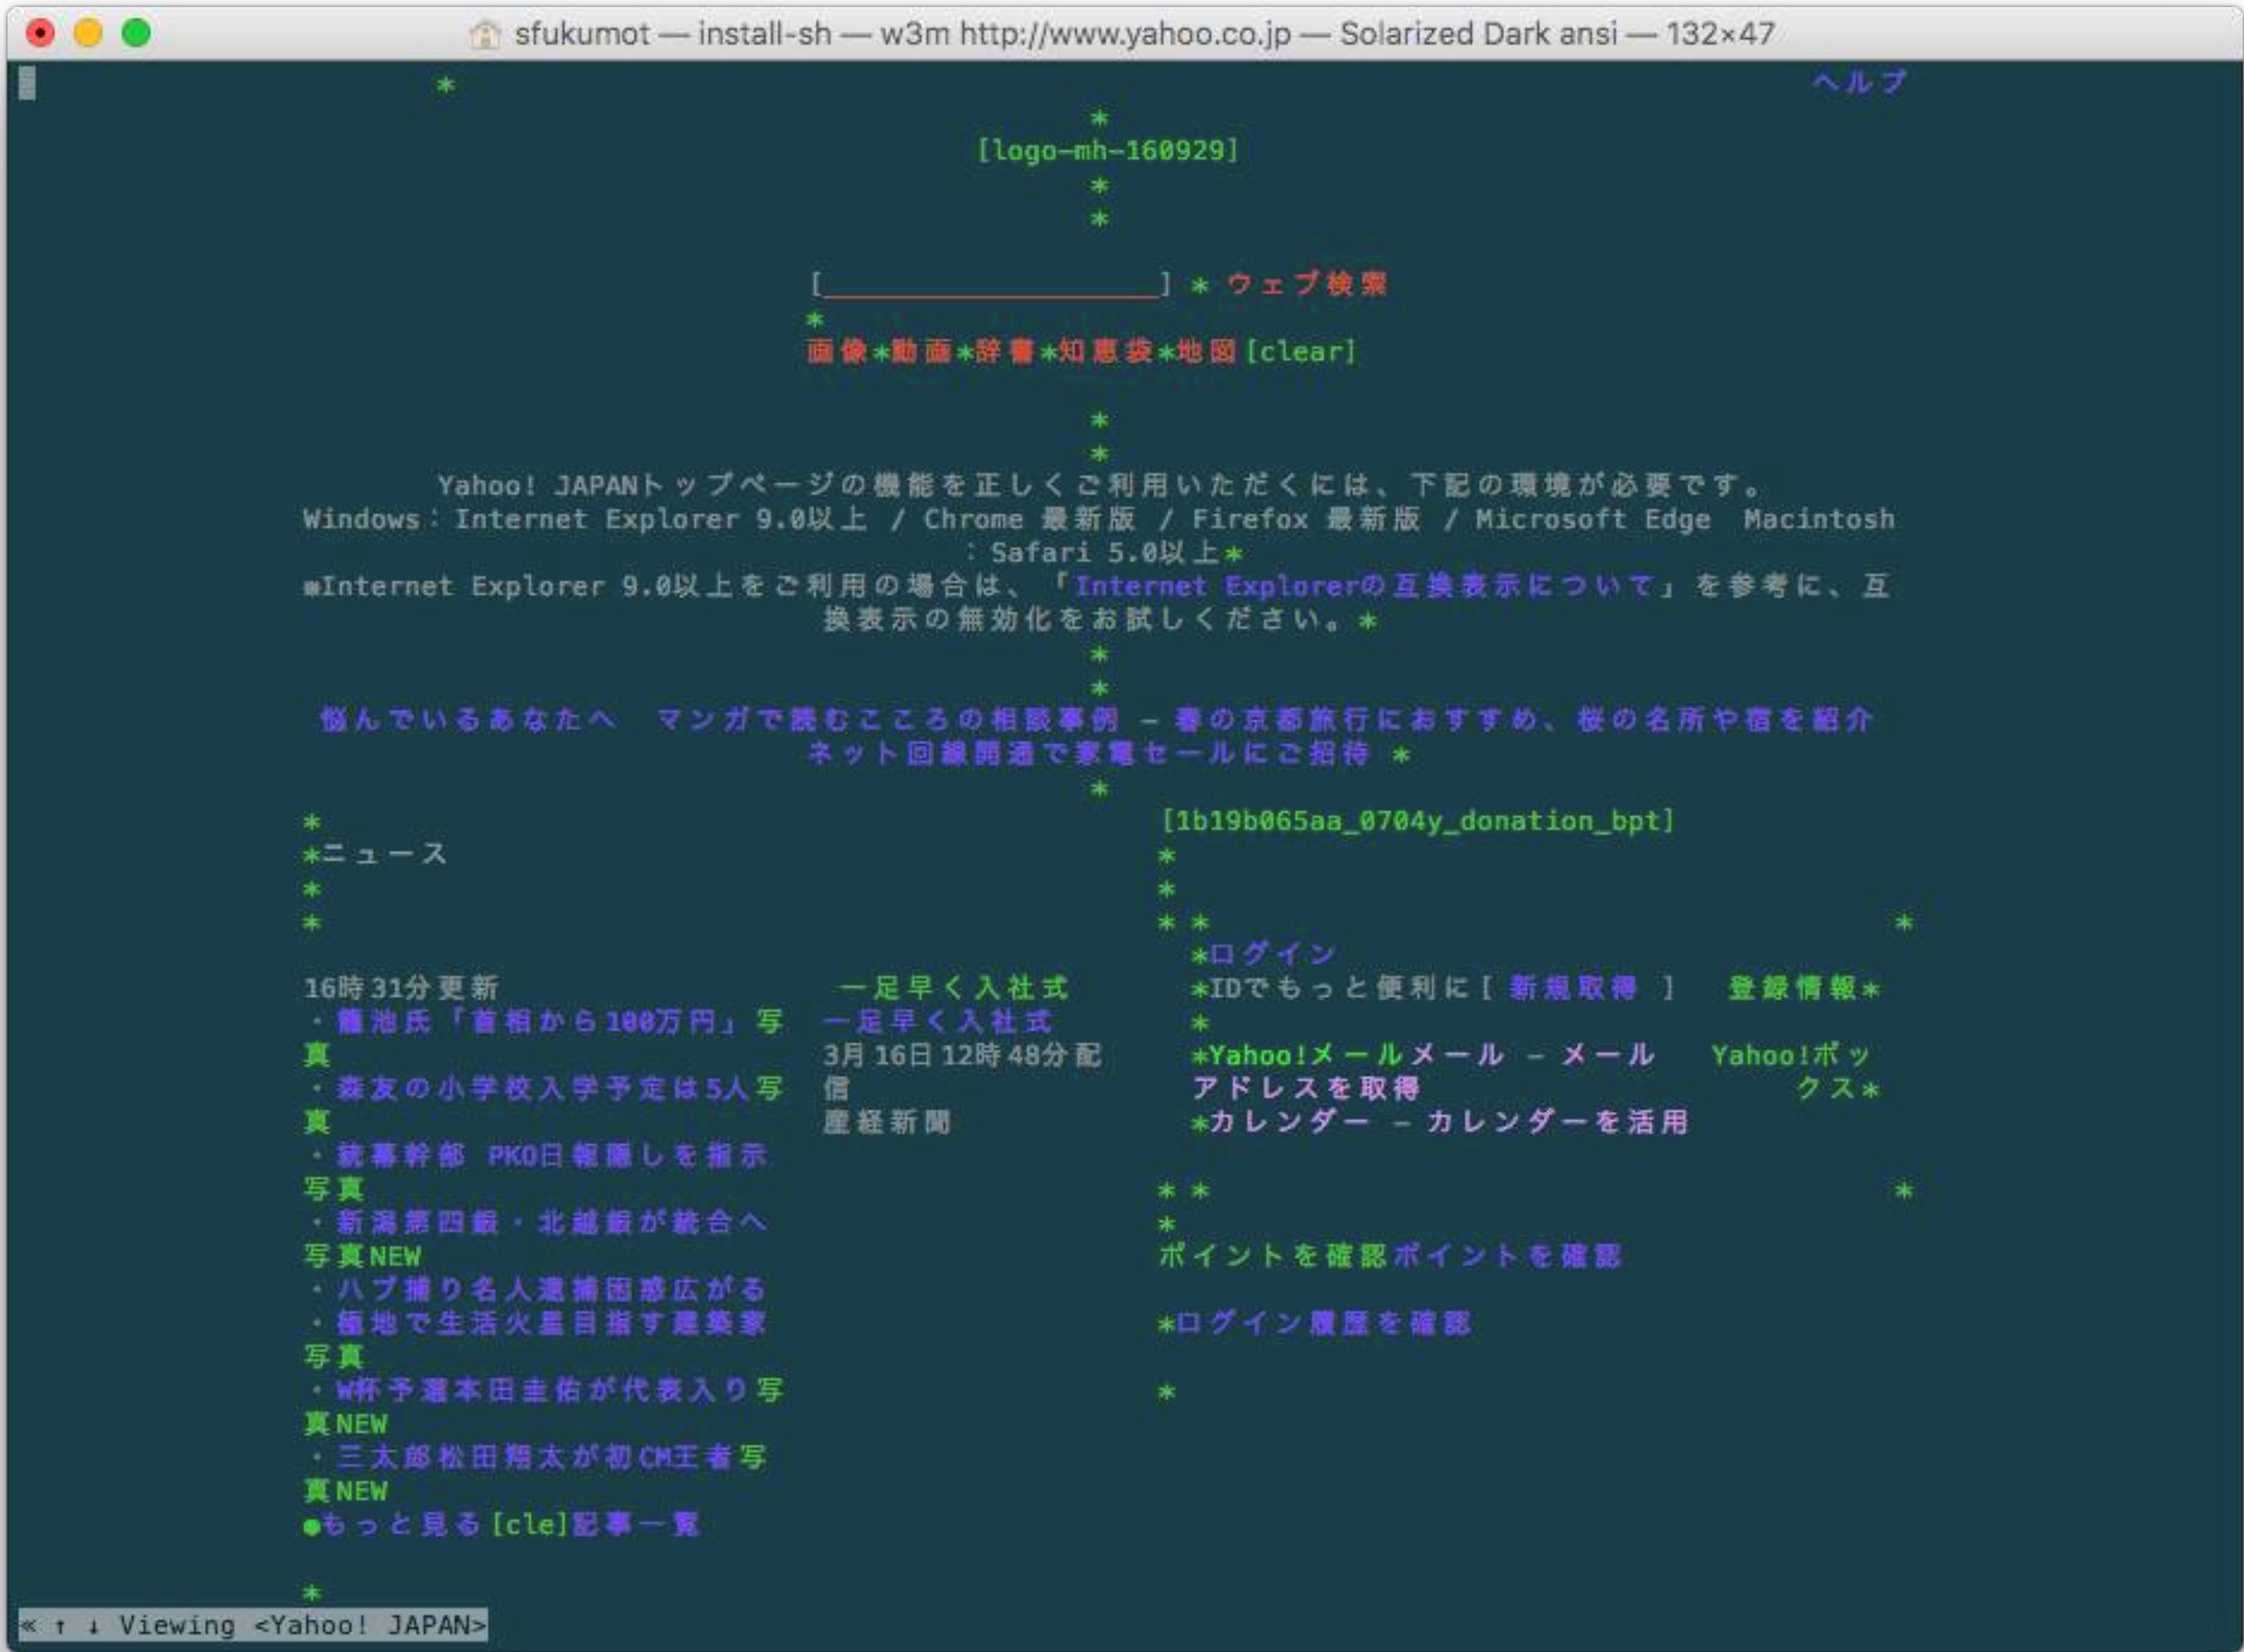 sfukumot — install-sh — w3m http://www.yahoo.co.jp — Solarized Dark ansi — 132×47
* ヘルプ
*
[logo-mh-160929]
*
*
[____________________] * ウェブ検索
*
画像*動画*辞書*知恵袋*地図[clear]
*
*
Yahoo! JAPANトップページの機能を正しくご利用いただくには、下記の環境が必要です。
Windows：Internet Explorer 9.0以上 / Chrome 最新版 / Firefox 最新版 / Microsoft Edge Macintosh
：Safari 5.0以上*
※Internet Explorer 9.0以上をご利用の場合は、「Internet Explorerの互換表示について」を参考に、互
換表示の無効化をお試しください。*
*
*
悩んでいるあなたへ　マンガで読むこころの相談事例 - 春の京都旅行におすすめ、桜の名所や宿を紹介
ネット回線開通で家電セールにご招待 *
*
*
*ニュース
*
*
16時31分更新
・籠池氏「首相から100万円」写
真
・森友の小学校入学予定は5人写
真
・統幕幹部 PKO日報隠しを指示
写真
・新潟第四銀・北越銀が統合へ
写真NEW
・ハブ捕り名人逮捕困惑広がる
・極地で生活火星目指す建築家
写真
・W杯予選本田圭佑が代表入り写
真NEW
・三太郎松田翔太が初CM王者写
真NEW
●もっと見る[cle]記事一覧
*
一足早く入社式
一足早く入社式
3月16日12時48分配
信
産経新聞
[1b19b065aa_0704y_donation_bpt]
*
*
* * *
*ログイン
*IDでもっと便利に[ 新規取得 ] 登録情報*
*
*Yahoo!メールメール - メール Yahoo!ボッ
アドレスを取得 クス*
*カレンダー - カレンダーを活用
* * *
*
ポイントを確認ポイントを確認
*ログイン履歴を確認
*
« ↑ ↓ Viewing <Yahoo! JAPAN>